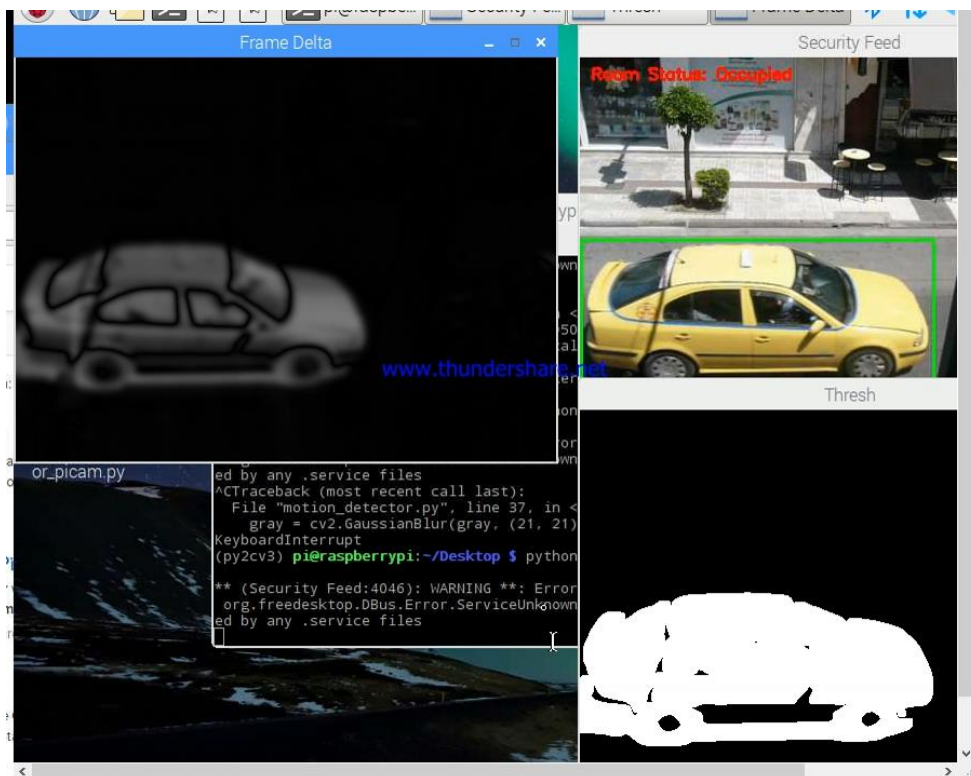 Frame Delta
Security Feed
Room Status: Occupied
www.thundershare.net
Thresh
or_picam.py
ed by any .service files
^CTraceback (most recent call last):
File "motion_detector.py", line 37, in <
gray = cv2.GaussianBlur(gray, (21, 21)
KeyboardInterrupt
(py2cv3) pi@raspberrypi:~/Desktop $ python
** (Security Feed:4046): WARNING **: Error
org.freedesktop.DBus.Error.ServiceUnknown
ed by any .service files